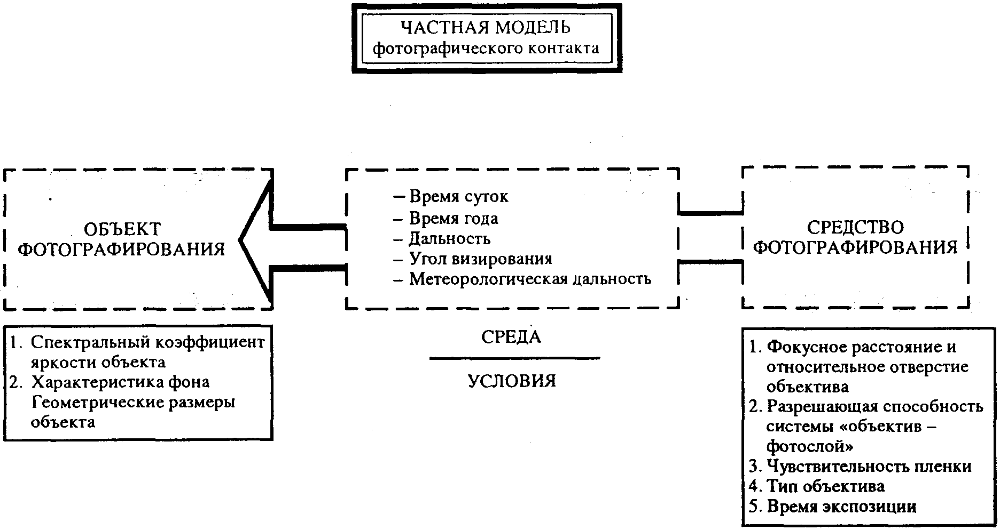 ЧАСТНАЯ МОДЕЛЬ
фотографического контакта
ОБЪЕКТ
ФОТОГРАФИРОВАНИЯ
– Время суток
– Время года
– Дальность
– Угол визирования
– Метеорологическая дальность
СРЕДСТВО
ФОТОГРАФИРОВАНИЯ
1. Спектральный коэффициент
яркости объекта
2. Характеристика фона
Геометрические размеры
объекта
СРЕДА
УСЛОВИЯ
1. Фокусное расстояние и
относительное отверстие
объектива
2. Разрешающая способность
системы «объектив –
фотослой»
3. Чувствительность пленки
4. Тип объектива
5. Время экспозиции